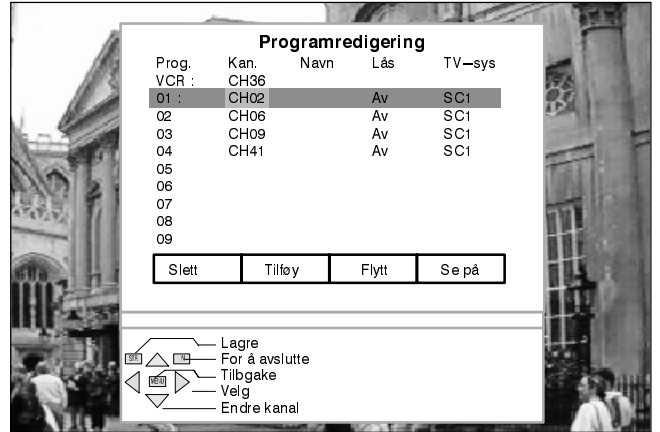 Programredigering
Prog. Kan. Navn Lås TV-sys
VCR : CH36
01 : CH02 Av SC1
02 CH06 Av SC1
03 CH09 Av SC1
04 CH41 Av SC1
05
06
07
08
09
Slett Tilføy Flytt Se på
Lagre
STR N For å avslutte
Tilbgake
MENU Velg
Endre kanal